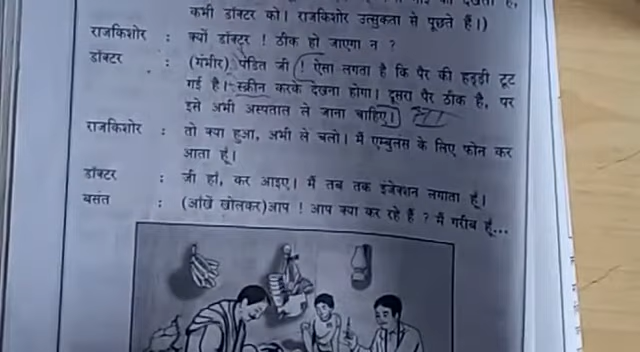 कभी डॉक्टर को। राजकिशोर उत्सुकता से पूछते हैं।)
राजकिशोर : क्यों डॉक्टर ! ठीक हो जाएगा न ?
डॉक्टर : (गंभीर) पंडित जी ! ऐसा लगता है कि पैर की हड्डी टूट
गई है। स्क्रीन करके देखना होगा। दूसरा पैर ठीक है, पर
इसे अभी अस्पताल ले जाना चाहिए।
राजकिशोर : तो क्या हुआ, अभी ले चलो। मैं एम्बुलेंस के लिए फोन कर
आता हूँ।
डॉक्टर : जी हाँ, कर आइए। मैं तब तक इंजेक्शन लगाता हूँ।
बसंत : (आँखें खोलकर)आप ! आप क्या कर रहे हैं ? मैं गरीब हूँ...